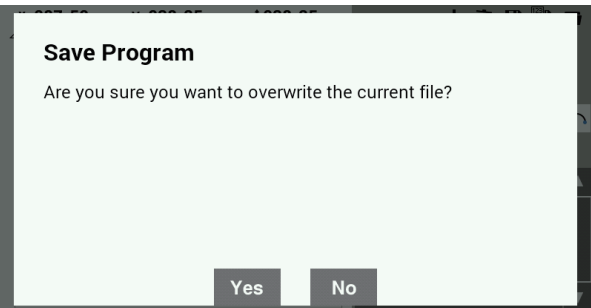 Save Program
Are you sure you want to overwrite the current file?
Yes
No